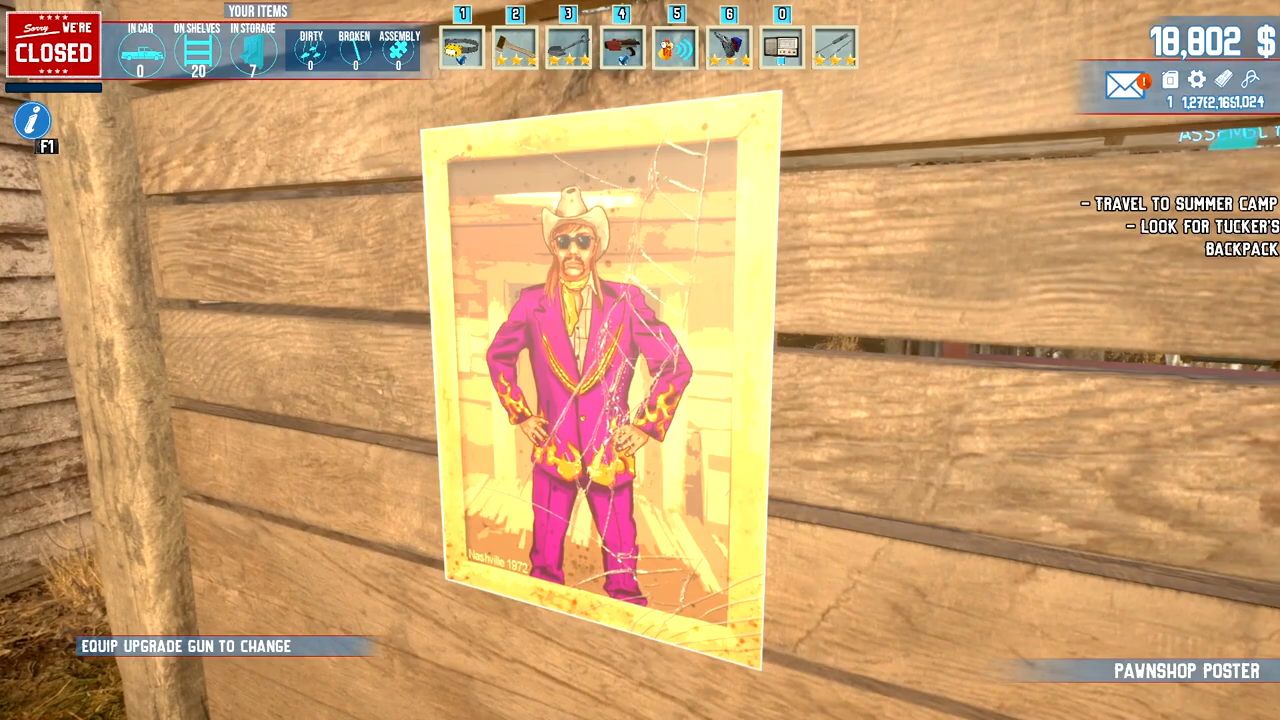 Sorry WE'RE
CLOSED
YOUR ITEMS
IN CAR
0
ON SHELVES
20
IN STORAGE
7
DIRTY
0
BROKEN
0
ASSEMBLY
0
1
2
3
4
5
6
0
18,802 $
!
1
F1
- TRAVEL TO SUMMER CAMP
- LOOK FOR TUCKER'S
BACKPACK
Nashville 1972
EQUIP UPGRADE GUN TO CHANGE
PAWNSHOP POSTER